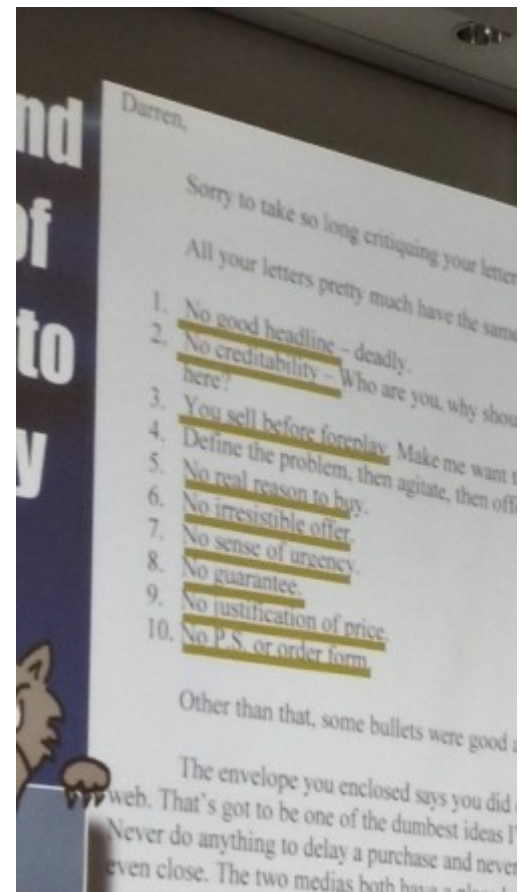 nd
of
to
y
Darren,
Sorry to take so long critiquing your letter
All your letters pretty much have the same
1. No good headline – deadly.
2. No creditability – Who are you, why shou
here?
3. You sell before foreplay. Make me want t
4. Define the problem, then agitate, then off
5. No real reason to buy.
6. No irresistible offer.
7. No sense of urgency.
8. No guarantee.
9. No justification of price.
10. No P.S. or order form.
Other than that, some bullets were good a
The envelope you enclosed says you did
web. That's got to be one of the dumbest ideas I'
Never do anything to delay a purchase and never
even close. The two medias both have